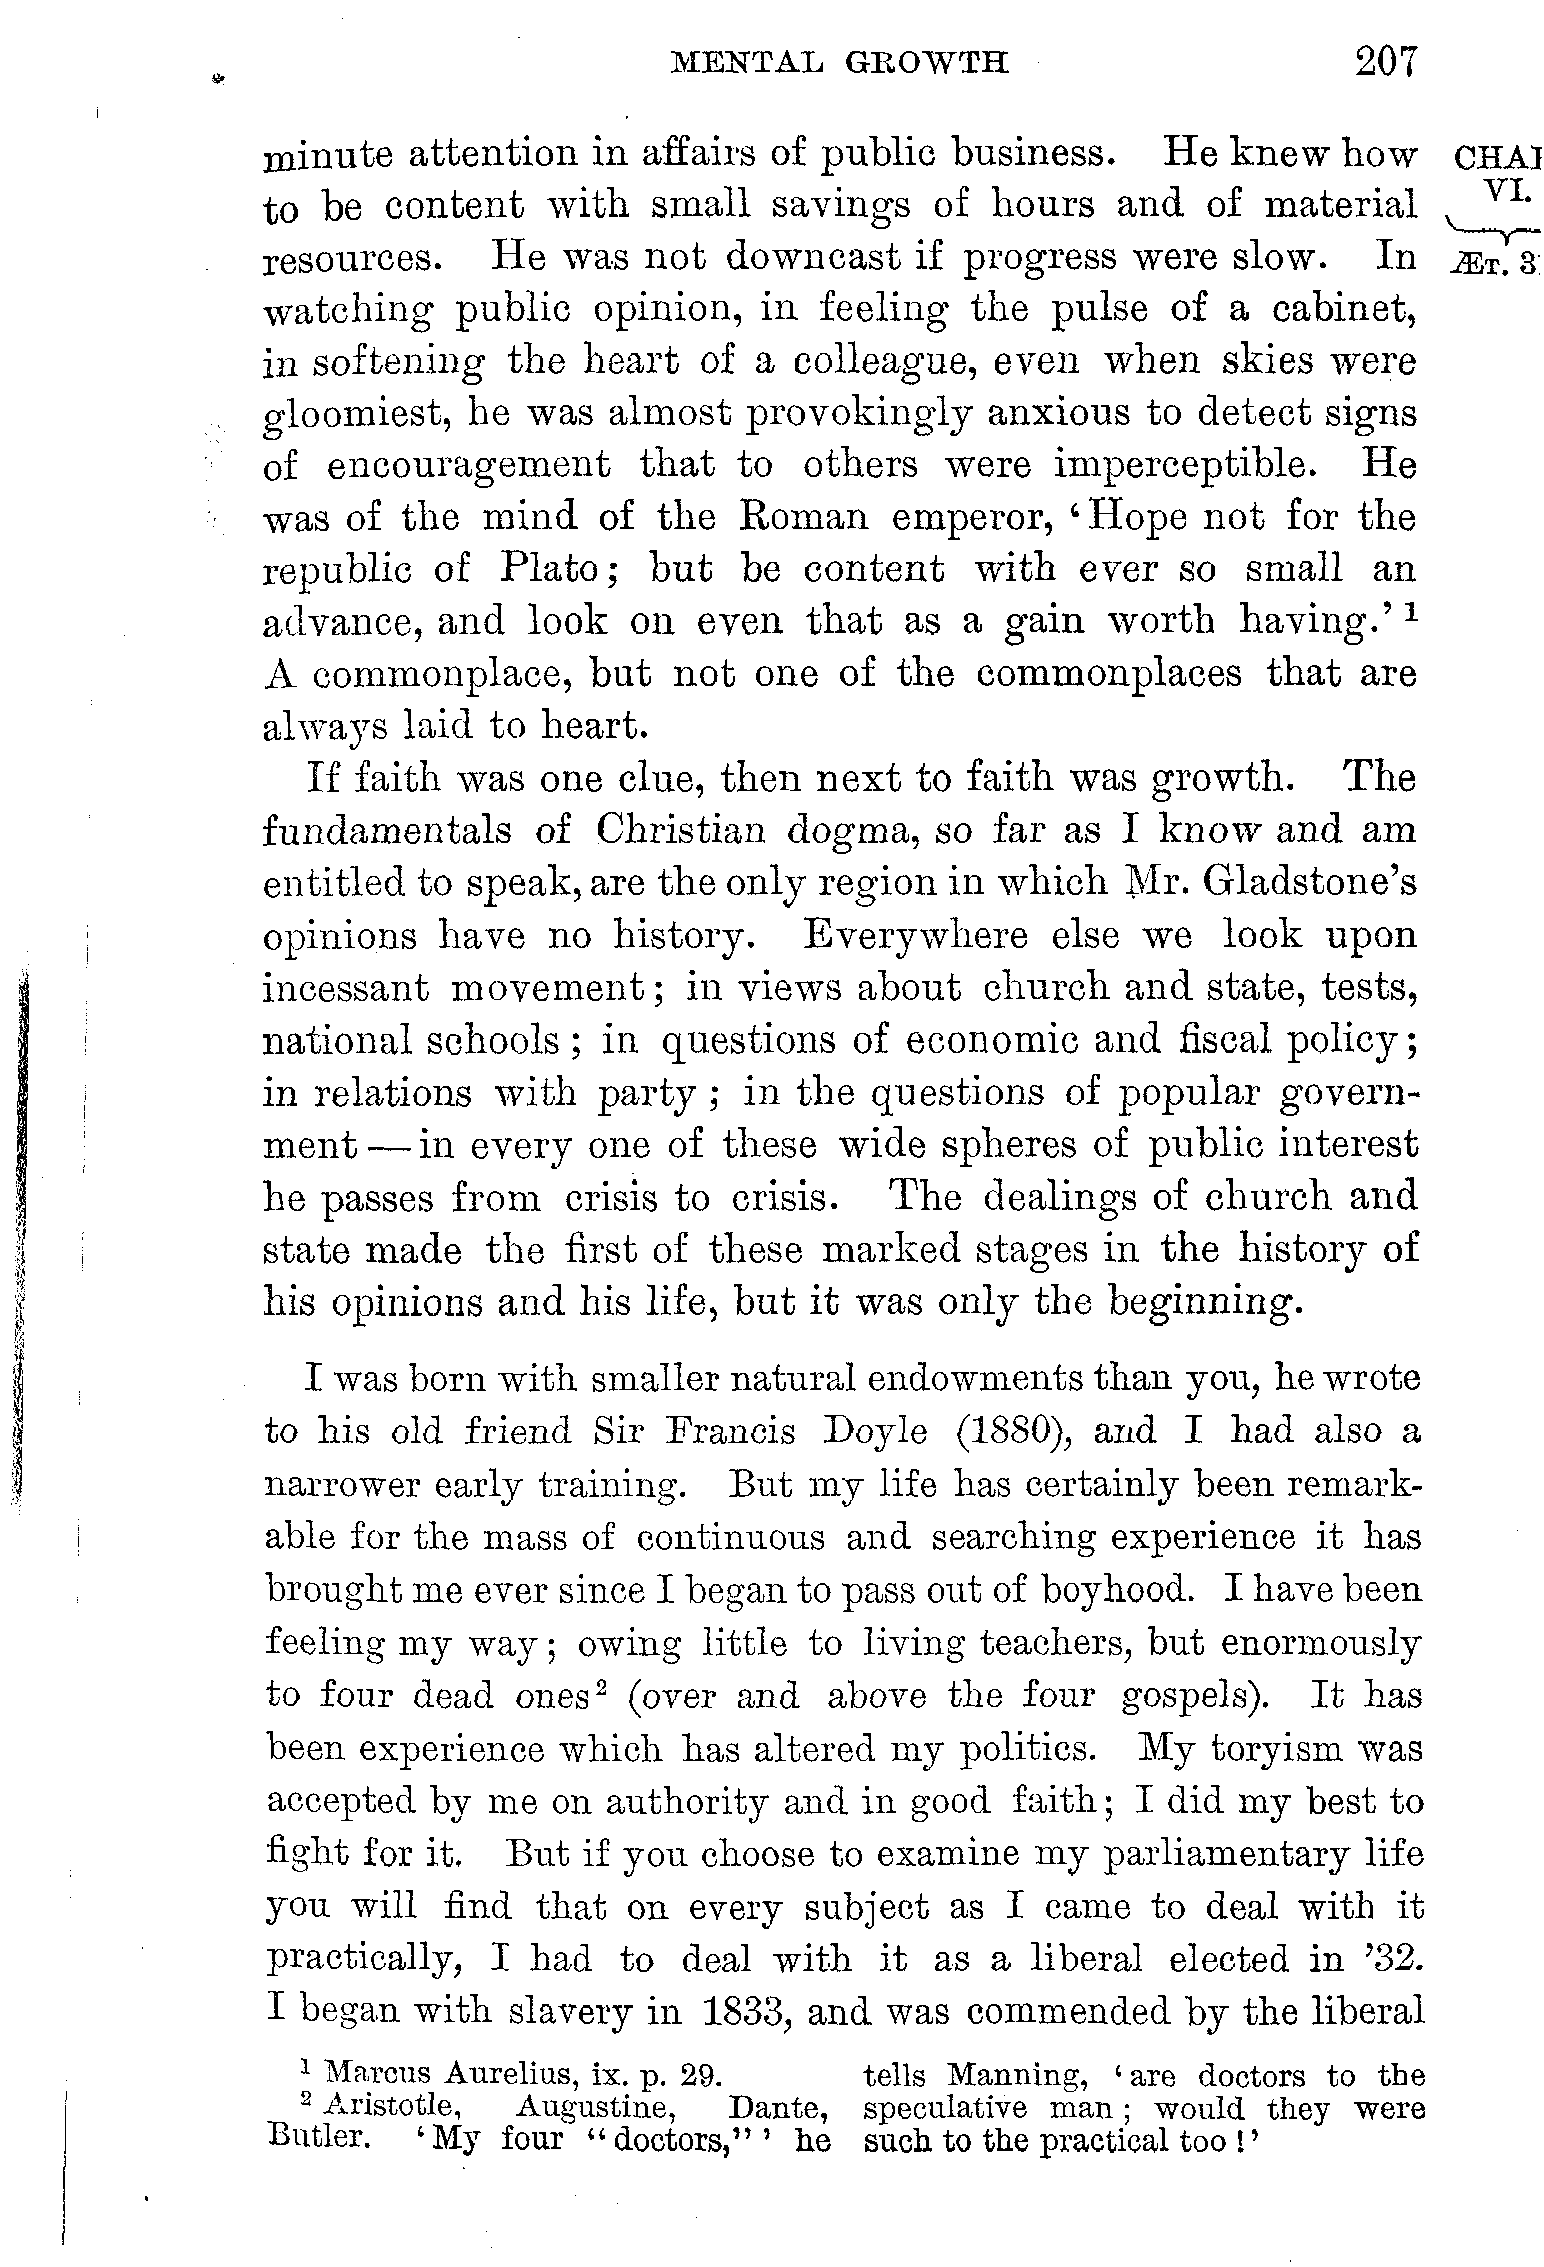 MENTAL GROWTH 207
minute attention in affairs of public business. He knew how
to be content with small savings of hours and of material
resources. He was not downcast if progress were slow. In
watching public opinion, in feeling the pulse of a cabinet,
in softening the heart of a colleague, even when skies were
gloomiest, he was almost provokingly anxious to detect signs
of encouragement that to others were imperceptible. He
was of the mind of the Roman emperor, ‘Hope not for the
republic of Plato; but be content with ever so small an
advance, and look on even that as a gain worth having.’ ¹
A commonplace, but not one of the commonplaces that are
always laid to heart.
CHAP
VI.
ÆT. 3
If faith was one clue, then next to faith was growth. The
fundamentals of Christian dogma, so far as I know and am
entitled to speak, are the only region in which Mr. Gladstone’s
opinions have no history. Everywhere else we look upon
incessant movement; in views about church and state, tests,
national schools; in questions of economic and fiscal policy;
in relations with party; in the questions of popular govern-
ment — in every one of these wide spheres of public interest
he passes from crisis to crisis. The dealings of church and
state made the first of these marked stages in the history of
his opinions and his life, but it was only the beginning.
I was born with smaller natural endowments than you, he wrote
to his old friend Sir Francis Doyle (1880), and I had also a
narrower early training. But my life has certainly been remark-
able for the mass of continuous and searching experience it has
brought me ever since I began to pass out of boyhood. I have been
feeling my way; owing little to living teachers, but enormously
to four dead ones² (over and above the four gospels). It has
been experience which has altered my politics. My toryism was
accepted by me on authority and in good faith; I did my best to
fight for it. But if you choose to examine my parliamentary life
you will find that on every subject as I came to deal with it
practically, I had to deal with it as a liberal elected in ’32.
I began with slavery in 1833, and was commended by the liberal
¹ Marcus Aurelius, ix. p. 29.
² Aristotle, Augustine, Dante,
Butler. ‘My four “doctors,”’ he
tells Manning, ‘are doctors to the
speculative man; would they were
such to the practical too!’